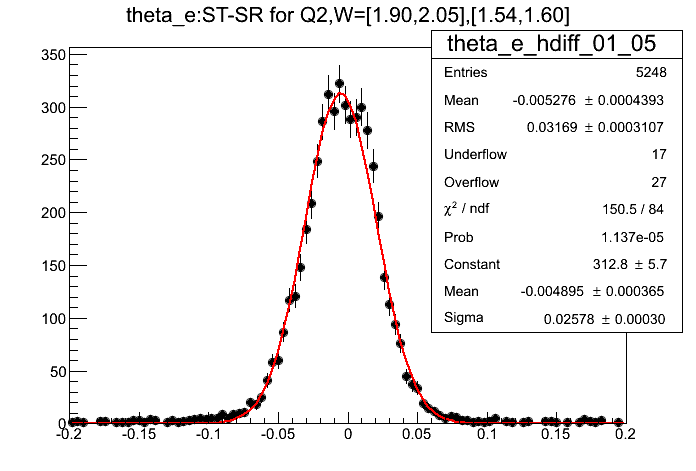 theta_e:ST-SR for Q2,W=[1.90,2.05],[1.54,1.60]
theta_e_hdiff_01_05
Entries 5248
Mean -0.005276 ± 0.0004393
RMS 0.03169 ± 0.0003107
Underflow 17
Overflow 27
χ² / ndf 150.5 / 84
Prob 1.137e-05
Constant 312.8 ± 5.7
Mean -0.004895 ± 0.000365
Sigma 0.02578 ± 0.00030
350
300
250
200
150
100
50
0
-0.2 -0.15 -0.1 -0.05 0 0.05 0.1 0.15 0.2